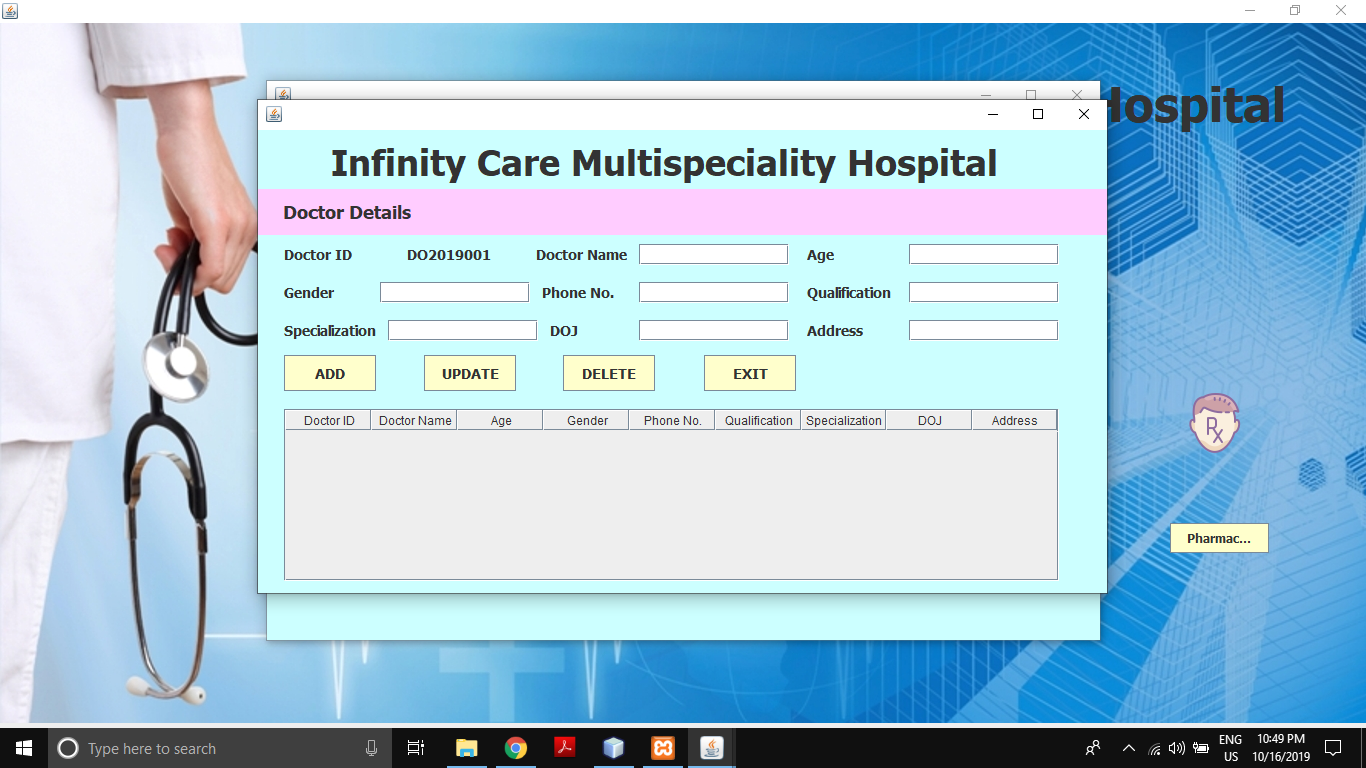 Hospital
Infinity Care Multispeciality Hospital
Doctor Details
Doctor ID DO2019001 Doctor Name Age
Gender Phone No. Qualification
Specialization DOJ Address
ADD UPDATE DELETE EXIT
Doctor ID Doctor Name Age Gender Phone No. Qualification Specialization DOJ Address
Rx
Pharmac...
Type here to search
ENG
US
10:49 PM
10/16/2019